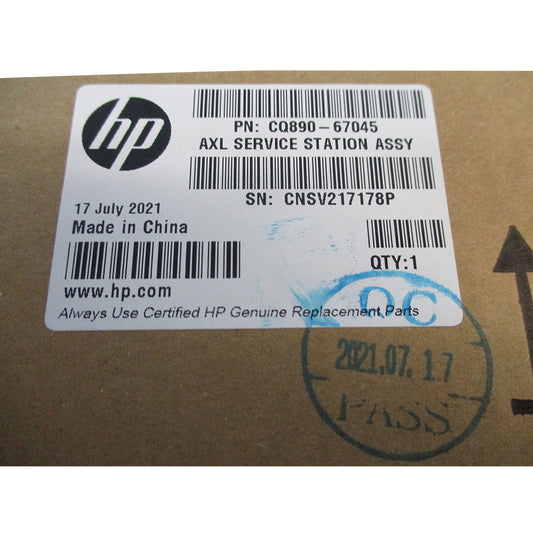 hp
PN: CQ890-67045
AXL SERVICE STATION ASSY
SN: CNSV217178P
17 July 2021
Made in China
QTY:1
www.hp.com
Always Use Certified HP Genuine Replacement Parts
QC
2021.07.17
PASS